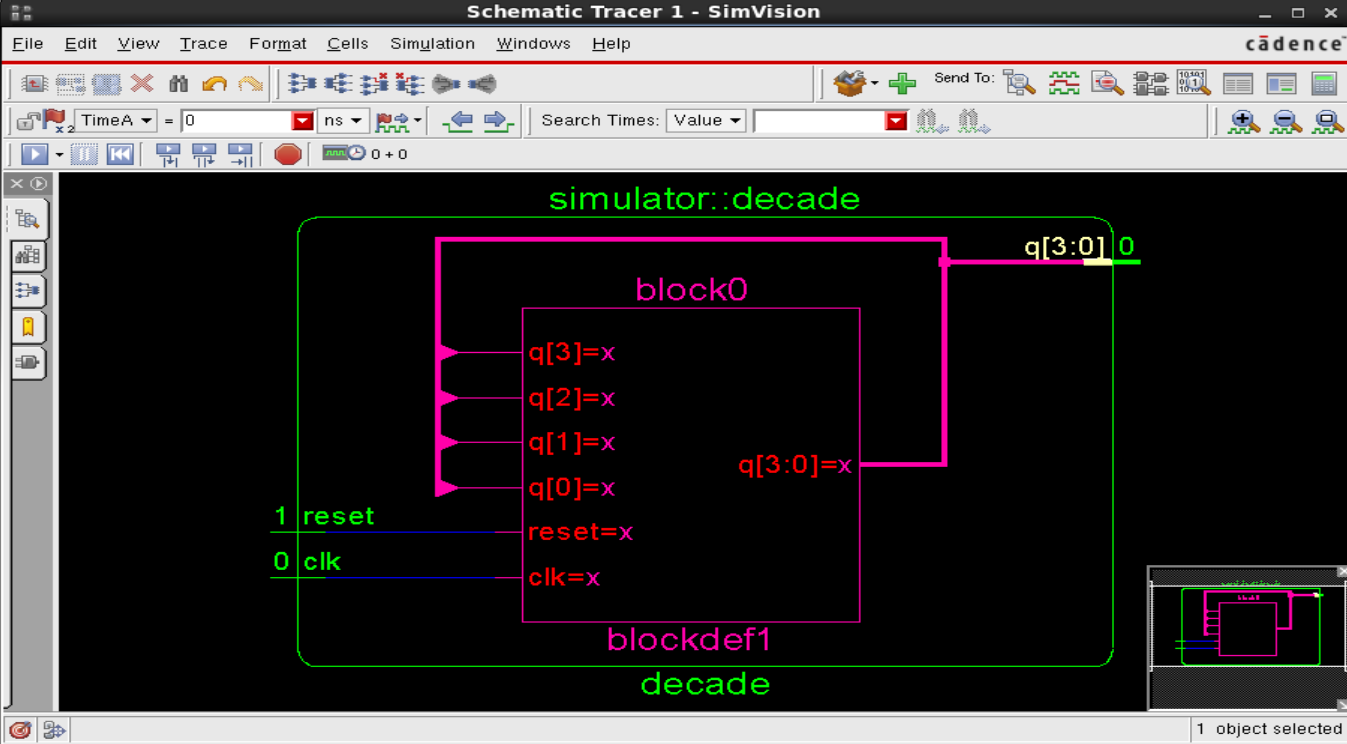 Schematic Tracer 1 - SimVision
File Edit View Trace Format Cells Simulation Windows Help cādence
Send To:
x2 TimeA = 0 ns Search Times: Value
0 + 0
simulator::decade
q[3:0] 0
block0
q[3]=x
q[2]=x
q[1]=x
q[3:0]=x
q[0]=x
1 reset
reset=x
0 clk
clk=x
blockdef1
decade
1 object selected